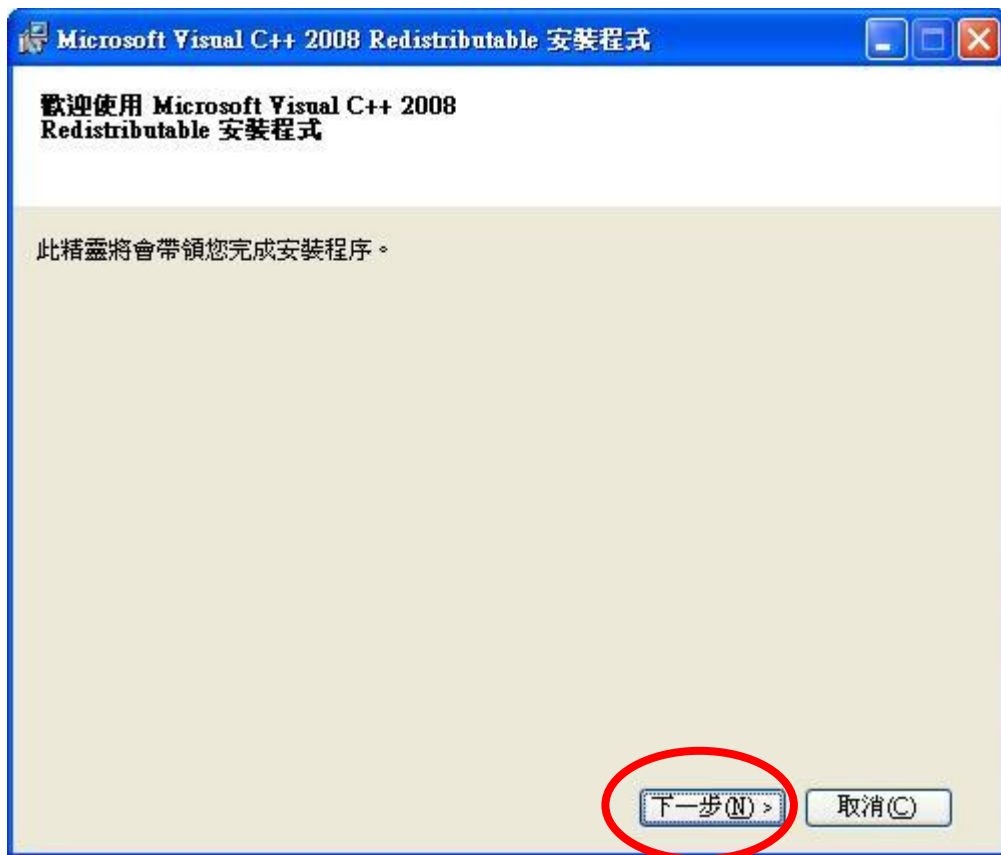 Microsoft Visual C++ 2008 Redistributable 安裝程式
歡迎使用 Microsoft Visual C++ 2008
Redistributable 安裝程式
此精靈將會帶領您完成安裝程序。
下一步(N) >
取消(C)